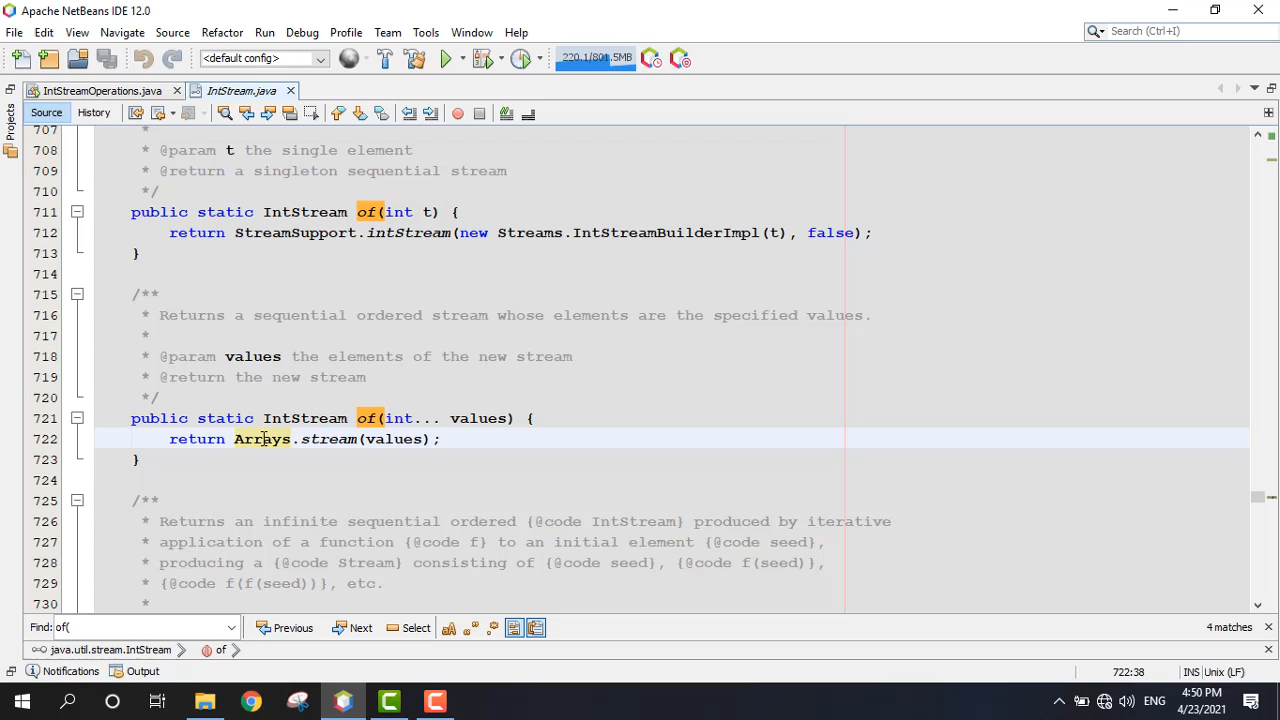 Apache NetBeans IDE 12.0
File Edit View Navigate Source Refactor Run Debug Profile Team Tools Window Help
Search (Ctrl+I)
<default config>
220.1/801.5MB
IntStreamOperations.java
IntStream.java
Projects
Source History
707 *
708 * @param t the single element
709 * @return a singleton sequential stream
710 */
711 public static IntStream of(int t) {
712 return StreamSupport.intStream(new Streams.IntStreamBuilderImpl(t), false);
713 }
714
715 /**
716 * Returns a sequential ordered stream whose elements are the specified values.
717 *
718 * @param values the elements of the new stream
719 * @return the new stream
720 */
721 public static IntStream of(int... values) {
722 return Arrays.stream(values);
723 }
724
725 /**
726 * Returns an infinite sequential ordered {@code IntStream} produced by iterative
727 * application of a function {@code f} to an initial element {@code seed},
728 * producing a {@code Stream} consisting of {@code seed}, {@code f(seed)},
729 * {@code f(f(seed))}, etc.
730 *
Find: of( Previous Next Select 4 matches
java.util.stream.IntStream of
Notifications Output 722:38 INS Unix (LF)
ENG
4:50 PM
4/23/2021